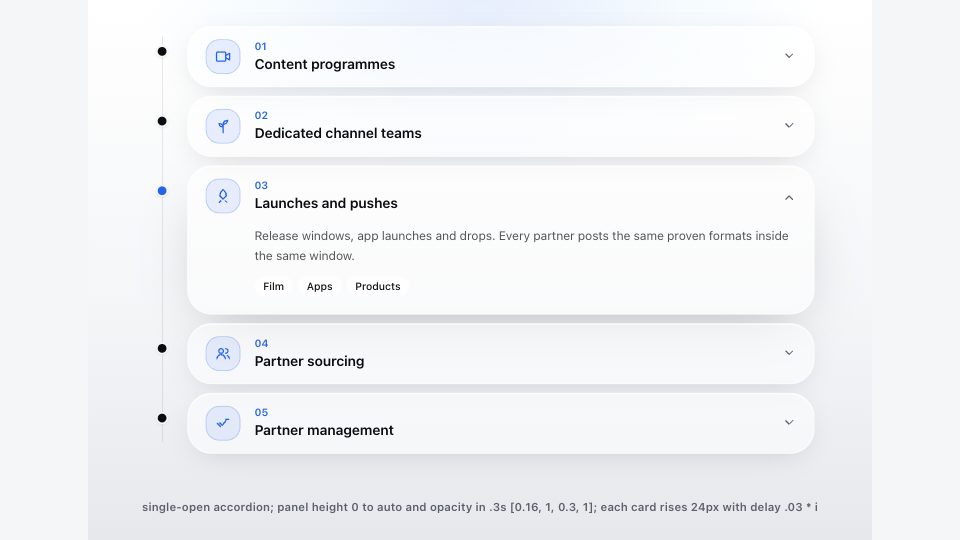 01
Content programmes
02
Dedicated channel teams
03
Launches and pushes
Release windows, app launches and drops. Every partner posts the same proven formats inside
the same window.
Film Apps Products
04
Partner sourcing
05
Partner management
single-open accordion; panel height 0 to auto and opacity in .3s [0.16, 1, 0.3, 1]; each card rises 24px with delay .03 * i